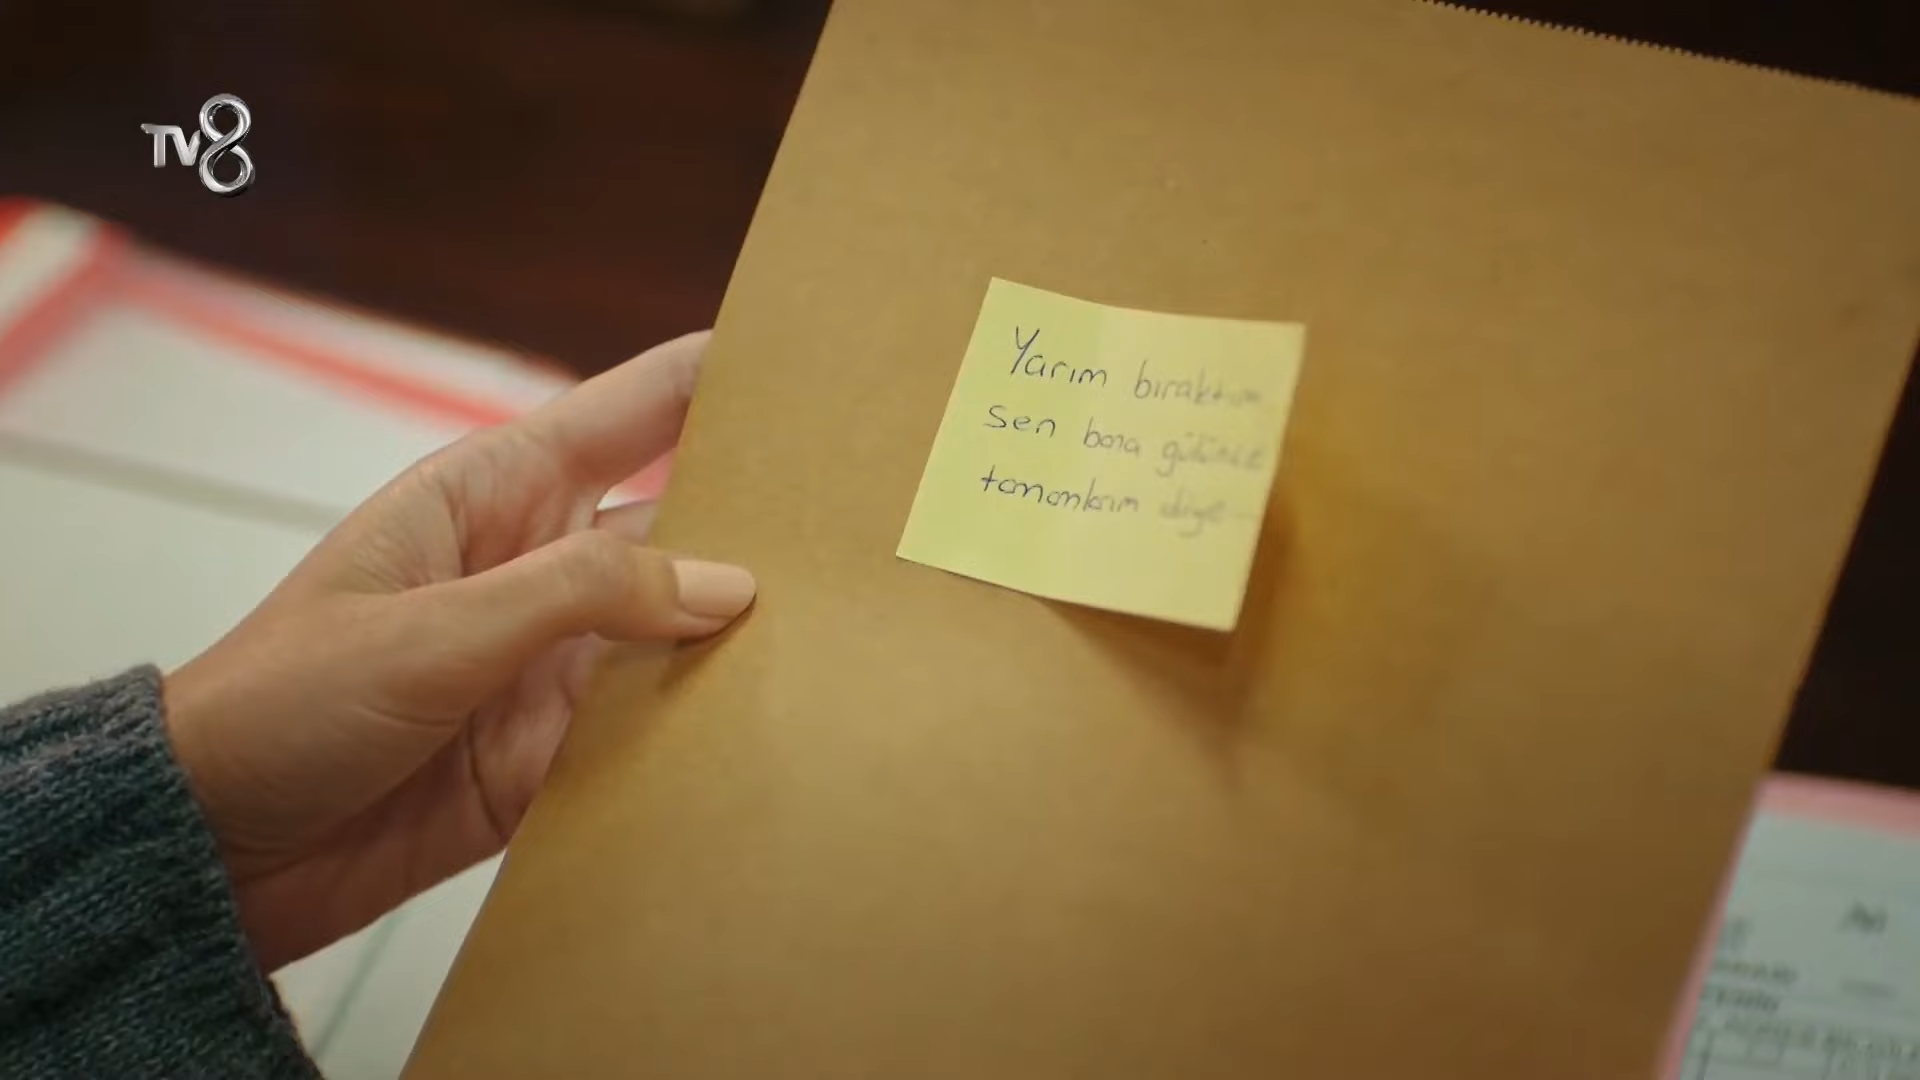 TV8
Yarım bıraktım
sen bana gülünce
tamamlarım diye